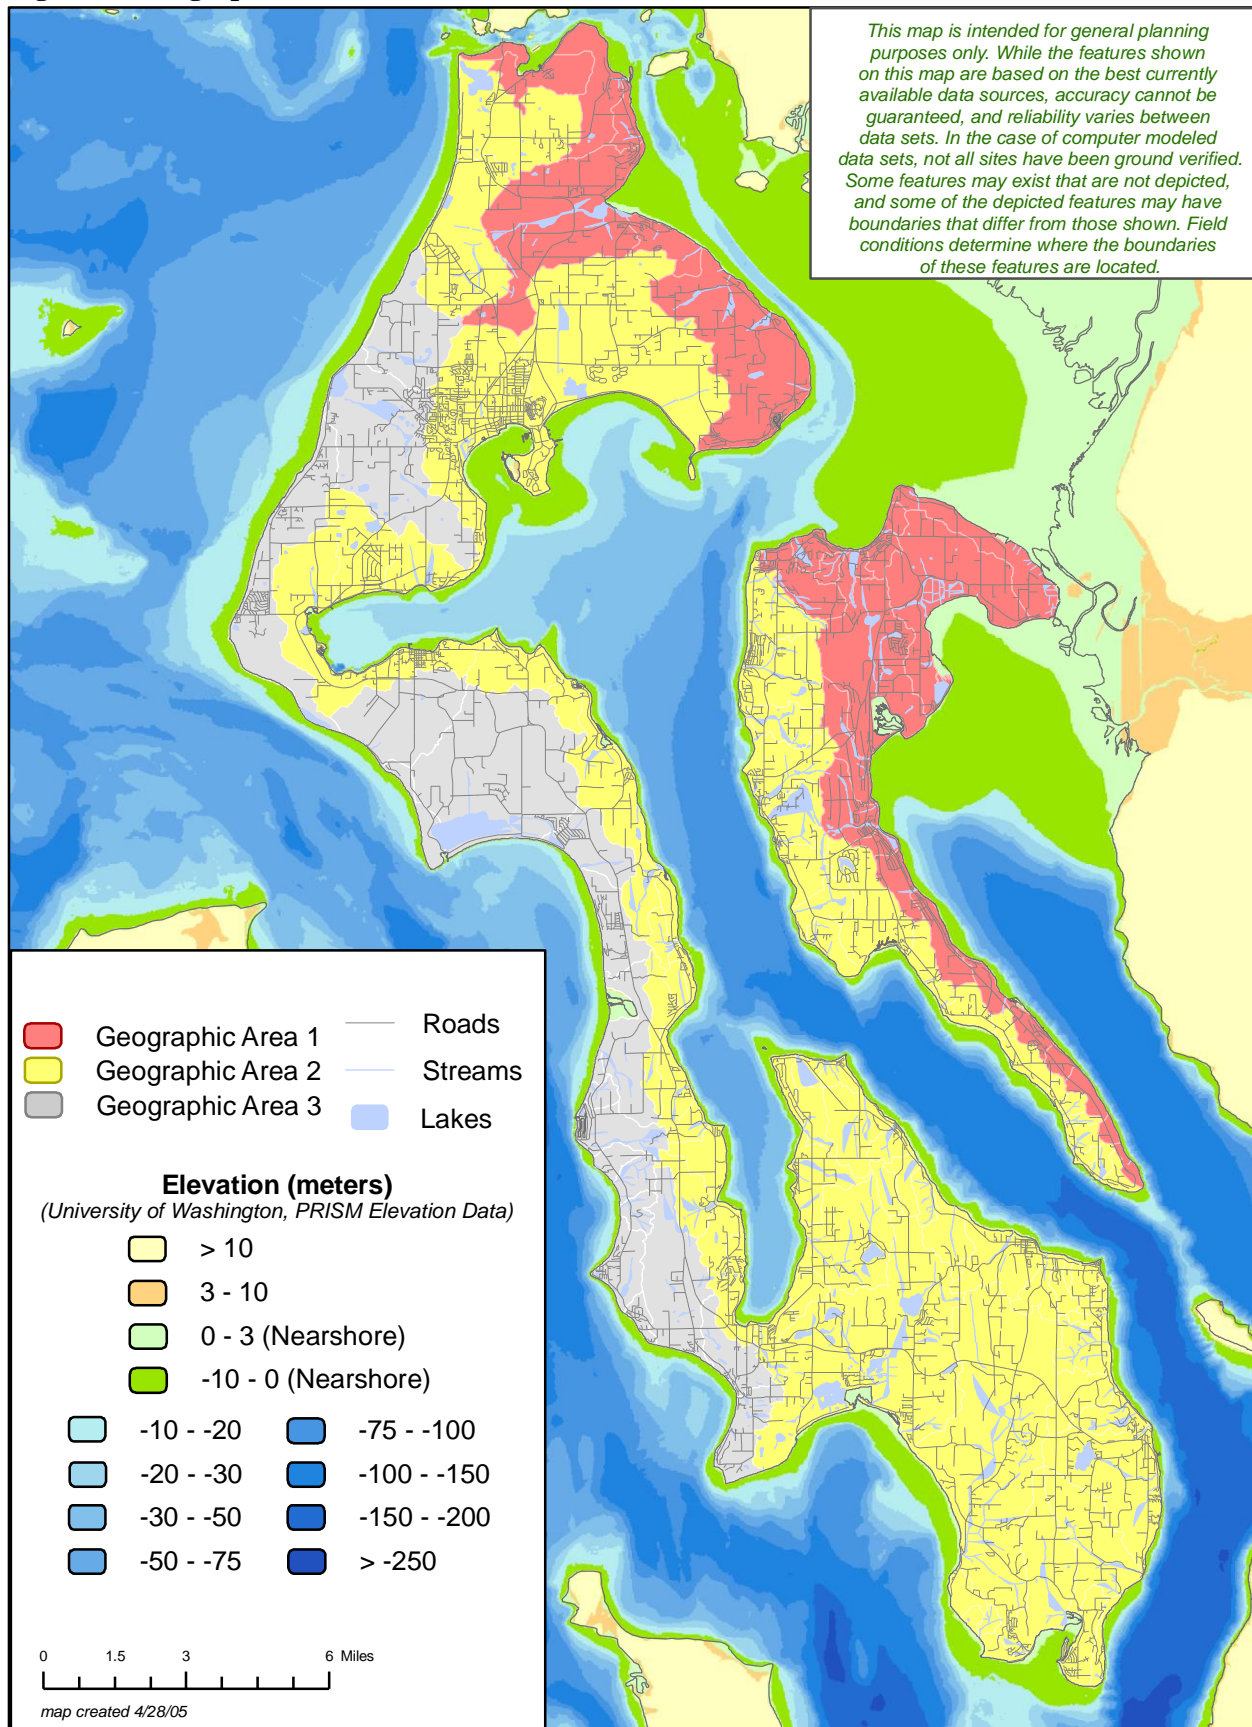 This map is intended for general planning
purposes only. While the features shown
on this map are based on the best currently
available data sources, accuracy cannot be
guaranteed, and reliability varies between
data sets. In the case of computer modeled
data sets, not all sites have been ground verified.
Some features may exist that are not depicted,
and some of the depicted features may have
boundaries that differ from those shown. Field
conditions determine where the boundaries
of these features are located.
Geographic Area 1
Geographic Area 2
Geographic Area 3
Roads
Streams
Lakes
Elevation (meters)
(University of Washington, PRISM Elevation Data)
> 10
3 - 10
0 - 3 (Nearshore)
-10 - 0 (Nearshore)
-10 - -20
-20 - -30
-30 - -50
-50 - -75
-75 - -100
-100 - -150
-150 - -200
> -250
0 1.5 3 6 Miles
map created 4/28/05